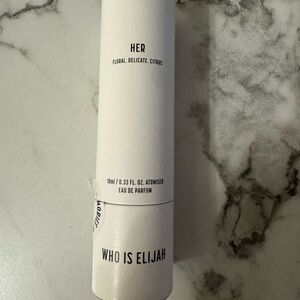 HER
FLORAL. DELICATE. CITRUS
10ml / 0.33 FL. OZ. ATOMISER
EAU DE PARFUM
WHO IS ELIJAH